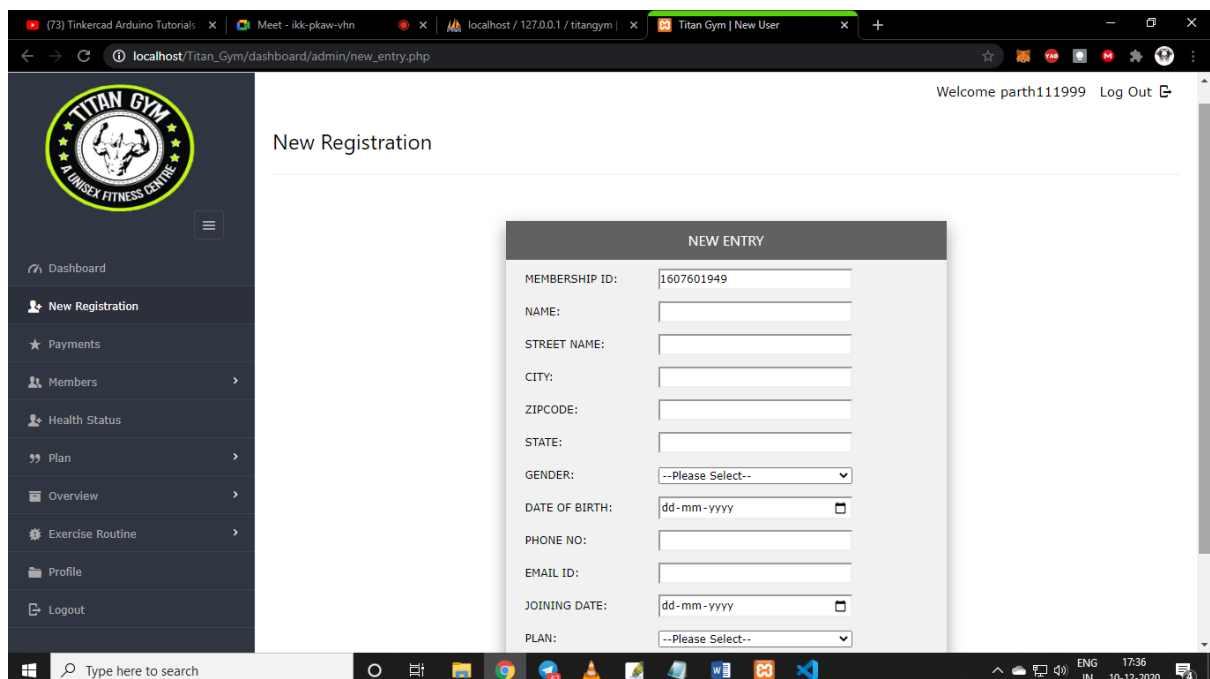 (73) Tinkercad Arduino Tutorials
Meet - ikk-pkaw-vhn
localhost / 127.0.0.1 / titangym |
Titan Gym | New User
localhost/Titan_Gym/dashboard/admin/new_entry.php
YAB
M
Welcome parth111999 Log Out
TITAN GYM
A UNISEX FITNESS CENTRE
New Registration
NEW ENTRY
Dashboard
New Registration
Payments
Members
Health Status
Plan
Overview
Exercise Routine
Profile
Logout
MEMBERSHIP ID: 1607601949
NAME:
STREET NAME:
CITY:
ZIPCODE:
STATE:
GENDER: --Please Select--
DATE OF BIRTH: dd-mm-yyyy
PHONE NO:
EMAIL ID:
JOINING DATE: dd-mm-yyyy
PLAN: --Please Select--
Type here to search
ENG 17:36
IN 10-12-2020